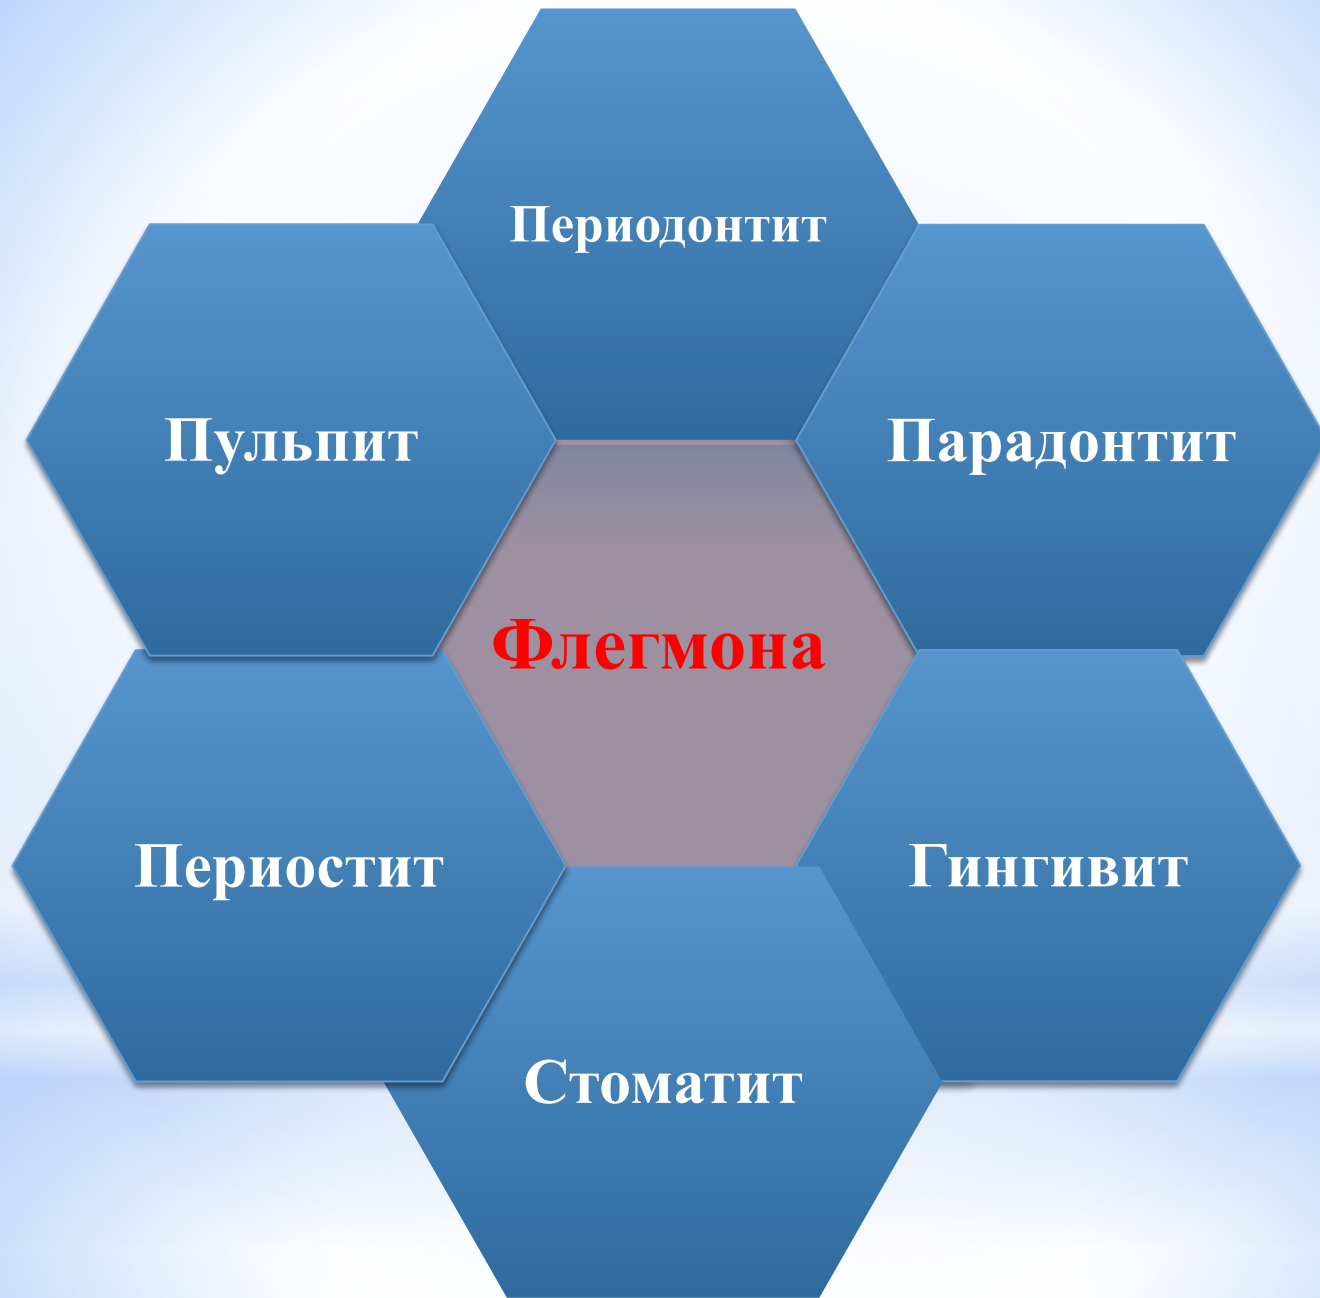 Периодонтит
Пульпит
Парадонтит
Флегмона
Периостит
Гингивит
Стоматит